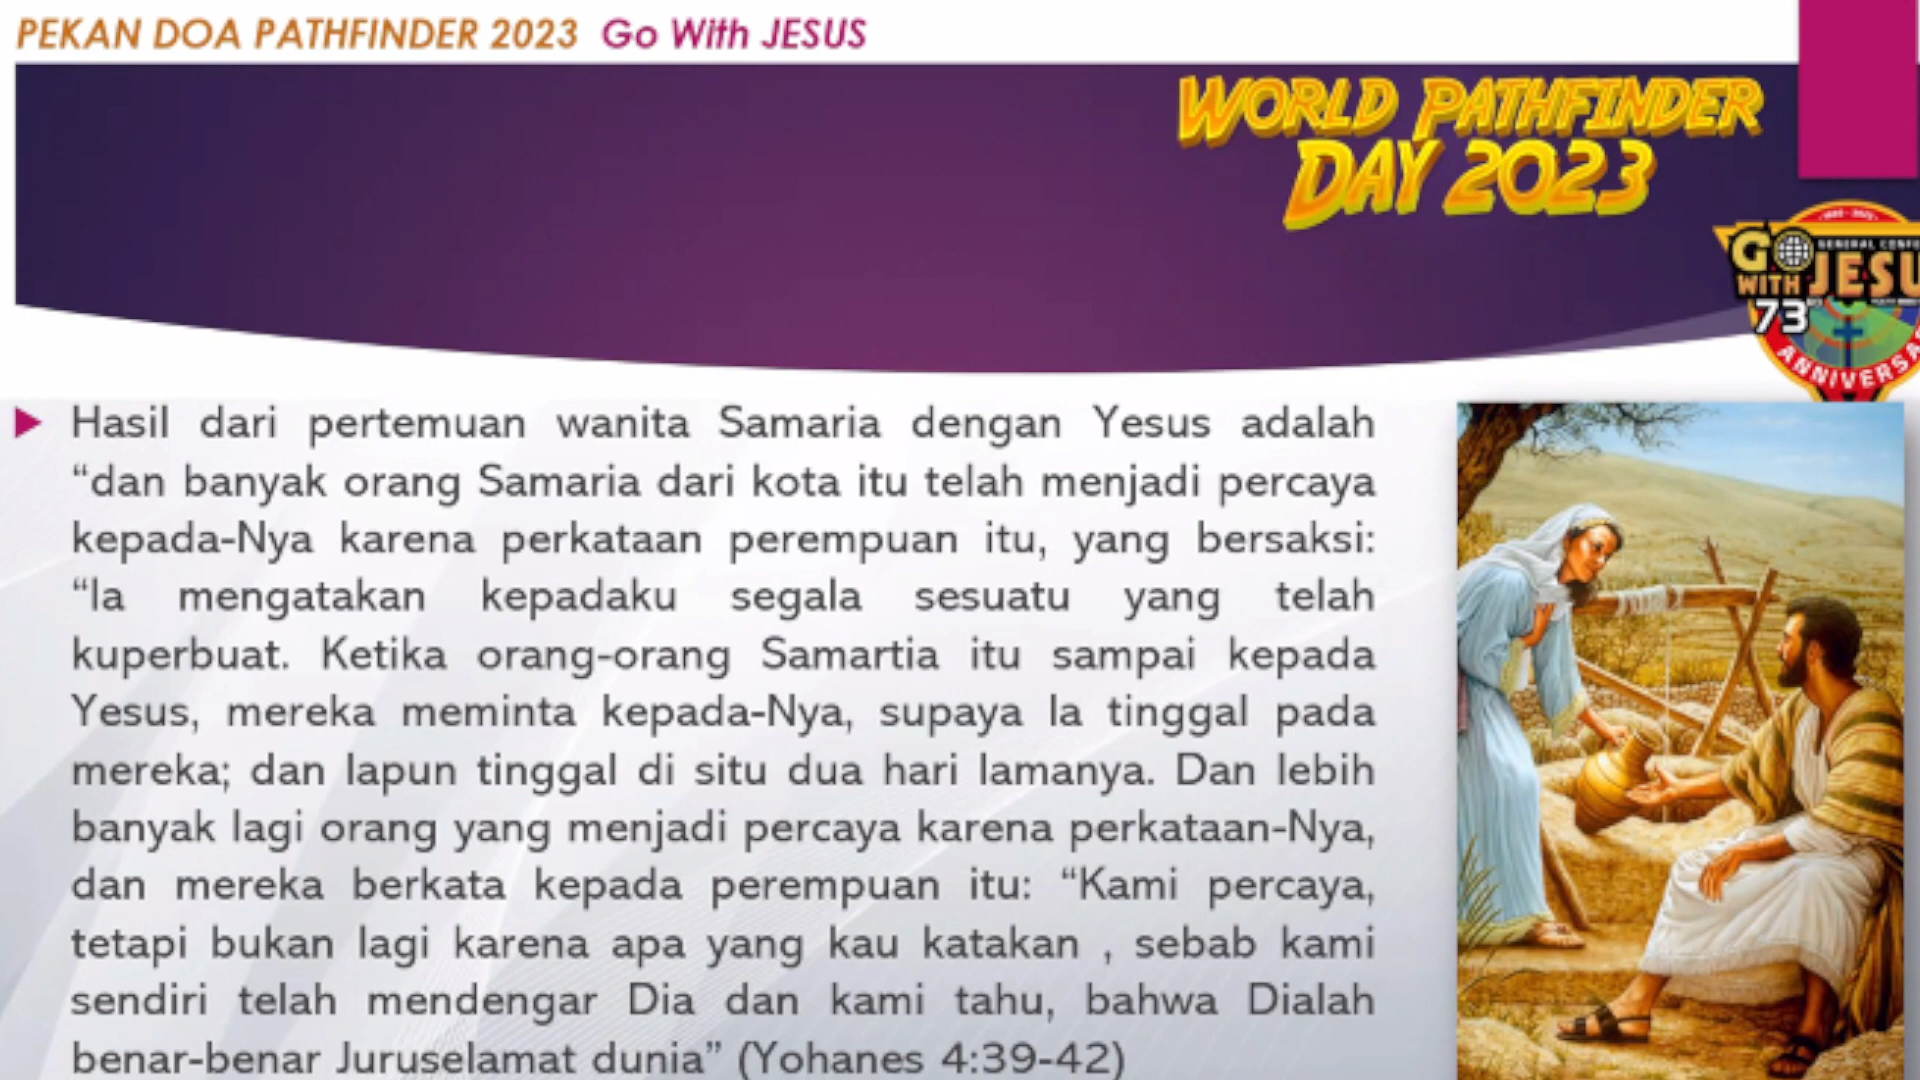 PEKAN DOA PATHFINDER 2023 Go With JESUS
WORLD PATHFINDER
DAY 2023
GO
WITH JESU
73
ANNIVERSA
Hasil dari pertemuan wanita Samaria dengan Yesus adalah
“dan banyak orang Samaria dari kota itu telah menjadi percaya
kepada-Nya karena perkataan perempuan itu, yang bersaksi:
“Ia mengatakan kepadaku segala sesuatu yang telah
kuperbuat. Ketika orang-orang Samartia itu sampai kepada
Yesus, mereka meminta kepada-Nya, supaya Ia tinggal pada
mereka; dan Iapun tinggal di situ dua hari lamanya. Dan lebih
banyak lagi orang yang menjadi percaya karena perkataan-Nya,
dan mereka berkata kepada perempuan itu: “Kami percaya,
tetapi bukan lagi karena apa yang kau katakan , sebab kami
sendiri telah mendengar Dia dan kami tahu, bahwa Dialah
benar-benar Juruselamat dunia” (Yohanes 4:39-42)